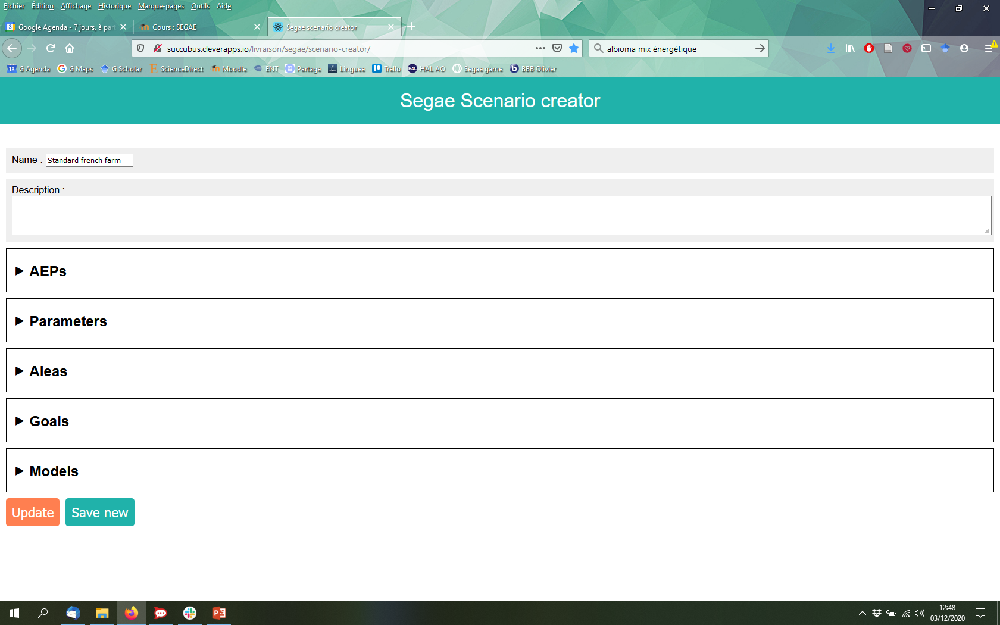 Fichier Édition Affichage Historique Marque-pages Outils Aide
Google Agenda - 7 jours, à part
Cours : SEGAE
Segae scenario creator
succubus.cleverapps.io/livraison/segae/scenario-creator/
albioma mix énergétique
13 G Agenda G Maps G Scholar ScienceDirect Moodle ENT Partage Linguee Trello HAL HAL AO Segae game BBB Olivier
Segae Scenario creator
Name : Standard french farm
Description :
-
AEPs
Parameters
Aleas
Goals
Models
Update Save new
12:48
03/12/2020